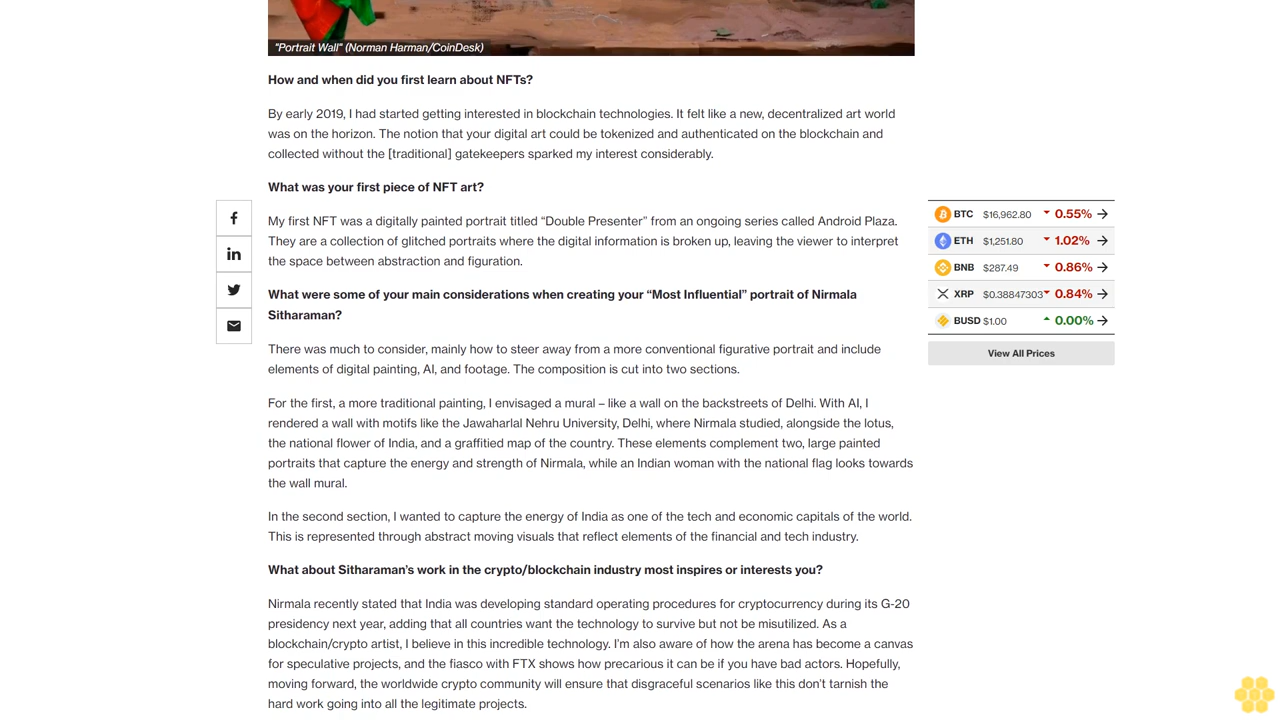 "Portrait Wall" (Norman Harman/CoinDesk)
How and when did you first learn about NFTs?
By early 2019, I had started getting interested in blockchain technologies. It felt like a new, decentralized art world
was on the horizon. The notion that your digital art could be tokenized and authenticated on the blockchain and
collected without the [traditional] gatekeepers sparked my interest considerably.
What was your first piece of NFT art?
My first NFT was a digitally painted portrait titled “Double Presenter” from an ongoing series called Android Plaza.
They are a collection of glitched portraits where the digital information is broken up, leaving the viewer to interpret
the space between abstraction and figuration.
What were some of your main considerations when creating your “Most Influential” portrait of Nirmala
Sitharaman?
There was much to consider, mainly how to steer away from a more conventional figurative portrait and include
elements of digital painting, AI, and footage. The composition is cut into two sections.
For the first, a more traditional painting, I envisaged a mural – like a wall on the backstreets of Delhi. With AI, I
rendered a wall with motifs like the Jawaharlal Nehru University, Delhi, where Nirmala studied, alongside the lotus,
the national flower of India, and a graffitied map of the country. These elements complement two, large painted
portraits that capture the energy and strength of Nirmala, while an Indian woman with the national flag looks towards
the wall mural.
In the second section, I wanted to capture the energy of India as one of the tech and economic capitals of the world.
This is represented through abstract moving visuals that reflect elements of the financial and tech industry.
What about Sitharaman’s work in the crypto/blockchain industry most inspires or interests you?
Nirmala recently stated that India was developing standard operating procedures for cryptocurrency during its G-20
presidency next year, adding that all countries want the technology to survive but not be misutilized. As a
blockchain/crypto artist, I believe in this incredible technology. I’m also aware of how the arena has become a canvas
for speculative projects, and the fiasco with FTX shows how precarious it can be if you have bad actors. Hopefully,
moving forward, the worldwide crypto community will ensure that disgraceful scenarios like this don’t tarnish the
hard work going into all the legitimate projects.
BTC $16,962.80 0.55%
ETH $1,251.80 1.02%
BNB $287.49 0.86%
XRP $0.38847303 0.84%
BUSD $1.00 0.00%
View All Prices